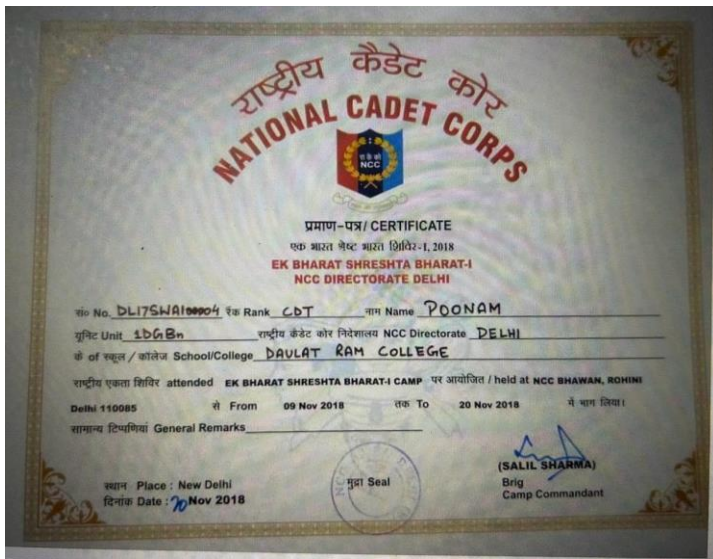 राष्ट्रीय कैडेट कोर
NATIONAL CADET CORPS
रा के को
NCC
प्रमाण-पत्र/ CERTIFICATE
एक भारत श्रेष्ट भारत शिविर-I, 2018
EK BHARAT SHRESHTA BHARAT-I
NCC DIRECTORATE DELHI
सं० No. DL17SWA1 रैंक Rank CDT नाम Name POONAM
यूनिट Unit 1DGBn राष्ट्रीय कैडेट कोर निदेशालय NCC Directorate DELHI
के of स्कूल / कॉलेज School/College DAULAT RAM COLLEGE
राष्ट्रीय एकता शिविर attended EK BHARAT SHRESHTA BHARAT-I CAMP पर आयोजित / held at NCC BHAWAN, ROHINI
Delhi 110085 से From 09 Nov 2018 तक To 20 Nov 2018 में भाग लिया।
सामान्य टिप्पणियां General Remarks
(SALIL SHARMA)
स्थान Place : New Delhi मुद्रा Seal Brig
दिनांक Date : 20 Nov 2018 Camp Commandant